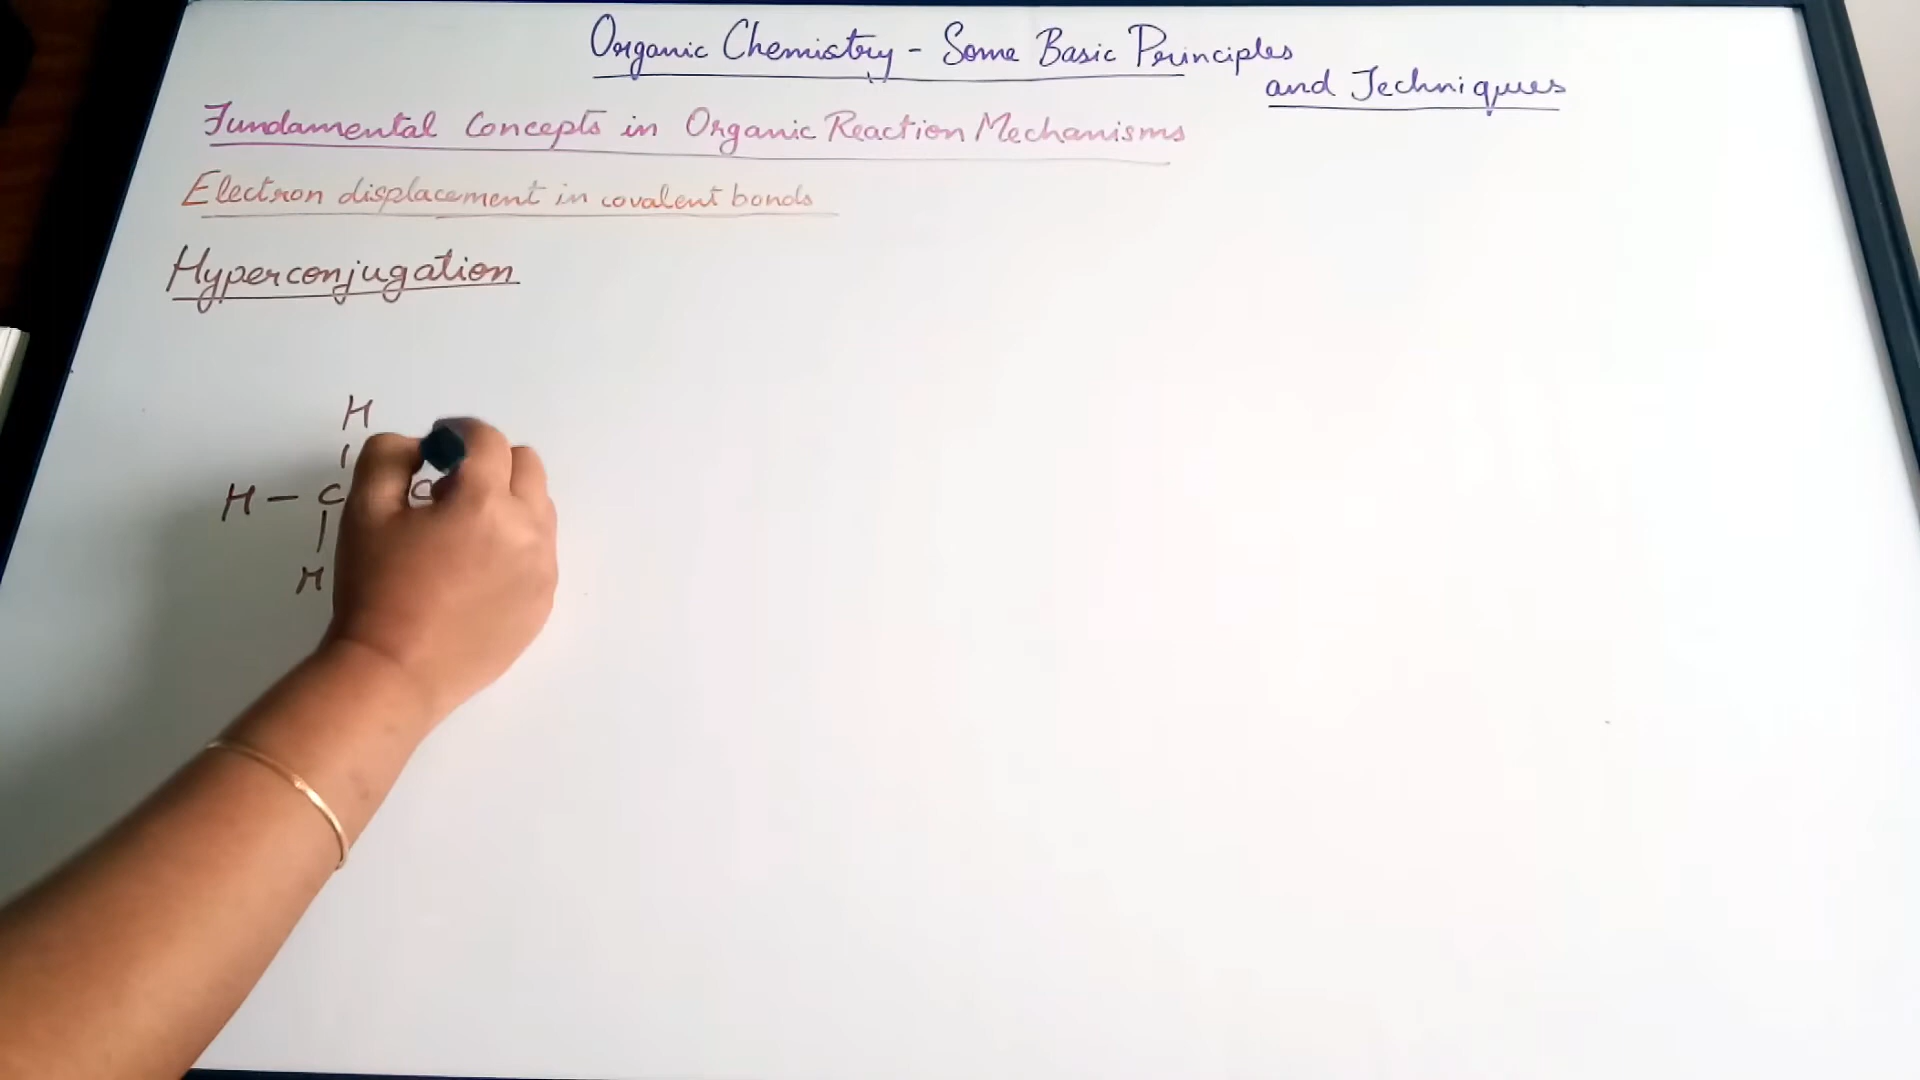 Organic Chemistry - Some Basic Principles
and Techniques
Fundamental Concepts in Organic Reaction Mechanisms
Electron displacement in covalent bonds
Hyperconjugation
H
H - C C
H